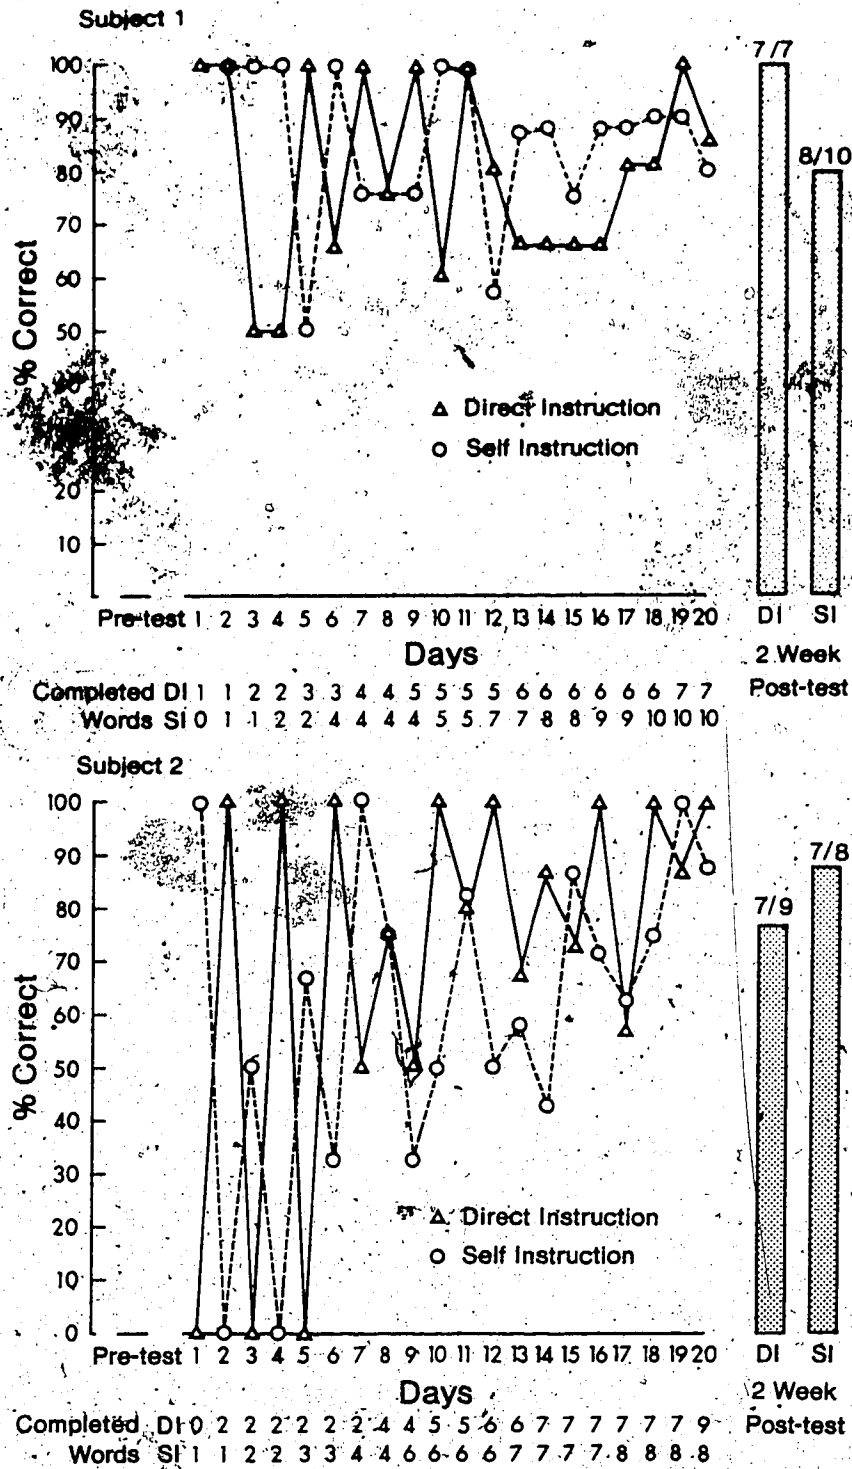 Subject 1
100
90
80
70
60
50
20
10
% Correct
7/7
8/10
△ Direct Instruction
○ Self Instruction
Pre-test 1 2 3 4 5 6 7 8 9 10 11 12 13 14 15 16 17 18 19 20
DI SI
Days
2 Week
Post-test
Completed DI 1 1 2 2 3 3 4 4 5 5 5 5 6 6 6 6 6 6 7 7
Words SI 0 1 1 2 2 4 4 4 4 5 5 7 7 8 8 9 9 10 10 10
Subject 2
100
90
80
70
60
50
40
30
20
10
0
% Correct
7/9
7/8
△ Direct Instruction
○ Self Instruction
Pre-test 1 2 3 4 5 6 7 8 9 10 11 12 13 14 15 16 17 18 19 20
DI SI
Days
2 Week
Post-test
Completed DI 0 2 2 2 2 2 2 4 4 5 5 6 6 7 7 7 7 7 7 9
Words SI 1 1 2 2 3 3 4 4 6 6 6 6 7 7 7 7 8 8 8 8